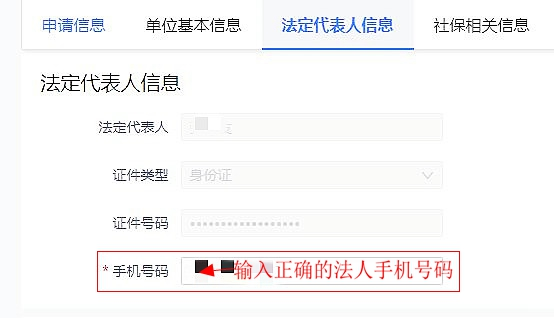 申请信息 单位基本信息 法定代表人信息 社保相关信息
法定代表人信息
法定代表人
证件类型 身份证
证件号码 ••••••••••••••••••
* 手机号码 输入正确的法人手机号码